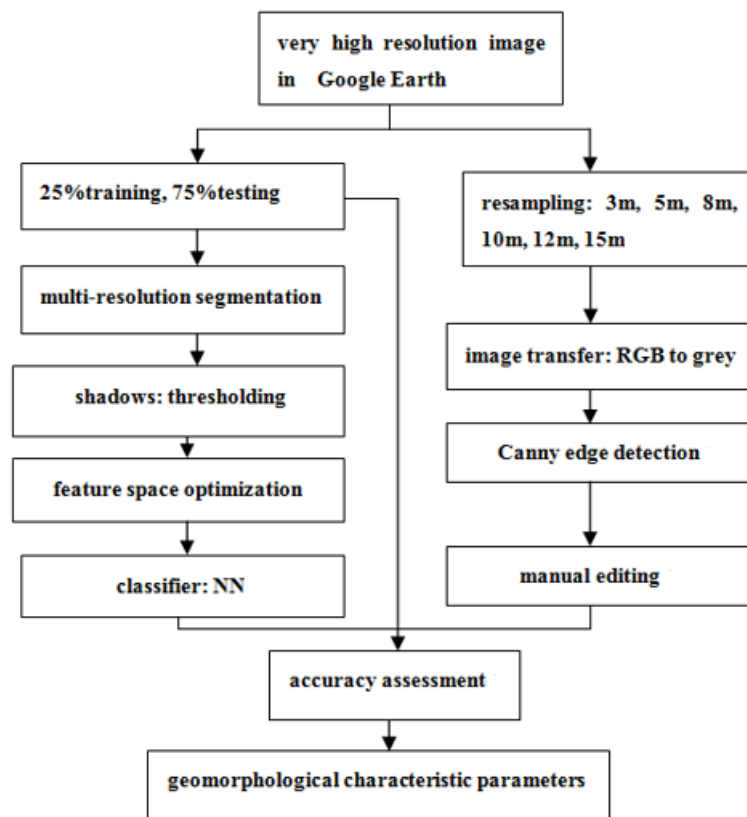 very high resolution image
in Google Earth
25%training, 75%testing
resampling: 3m, 5m, 8m,
10m, 12m, 15m
multi-resolution segmentation
image transfer: RGB to grey
shadows: thresholding
Canny edge detection
feature space optimization
classifier: NN
manual editing
accuracy assessment
geomorphological characteristic parameters